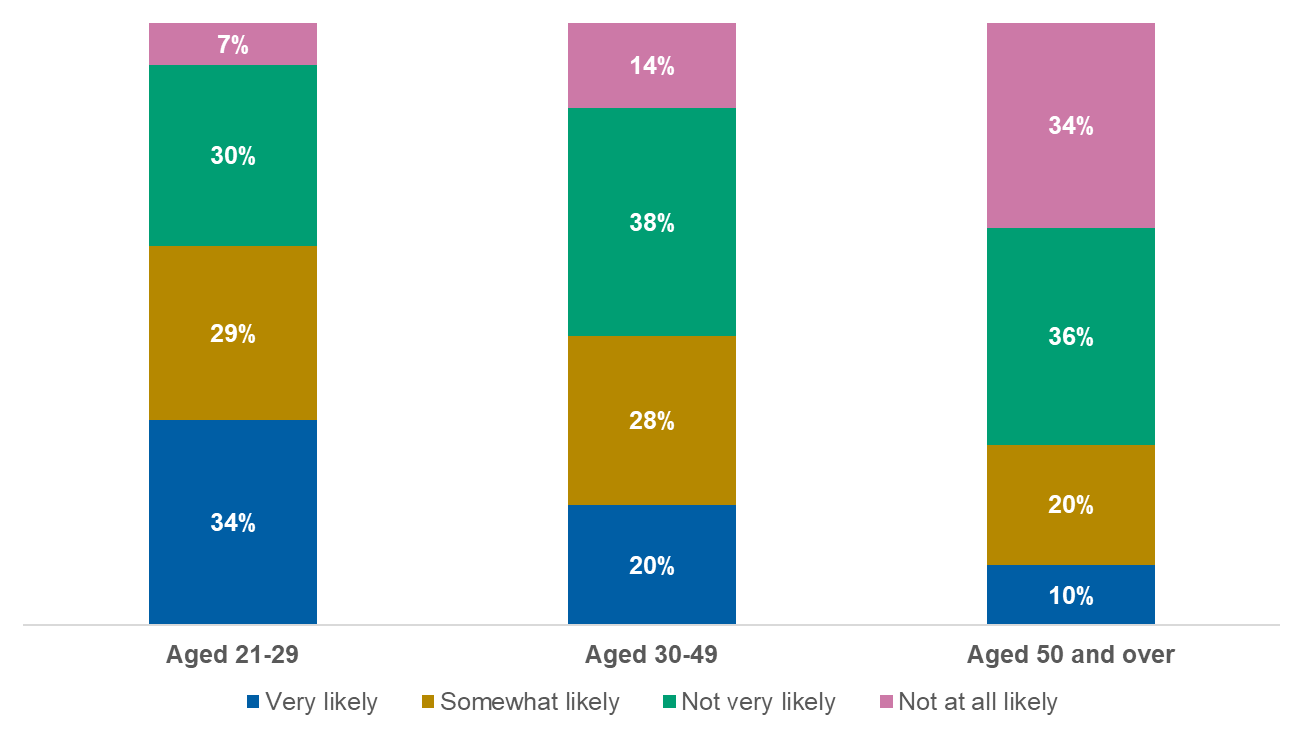 7%
14%
34%
30%
38%
36%
29%
28%
20%
34%
20%
10%
Aged 21-29
Aged 30-49
Aged 50 and over
Very likely
Somewhat likely
Not very likely
Not at all likely